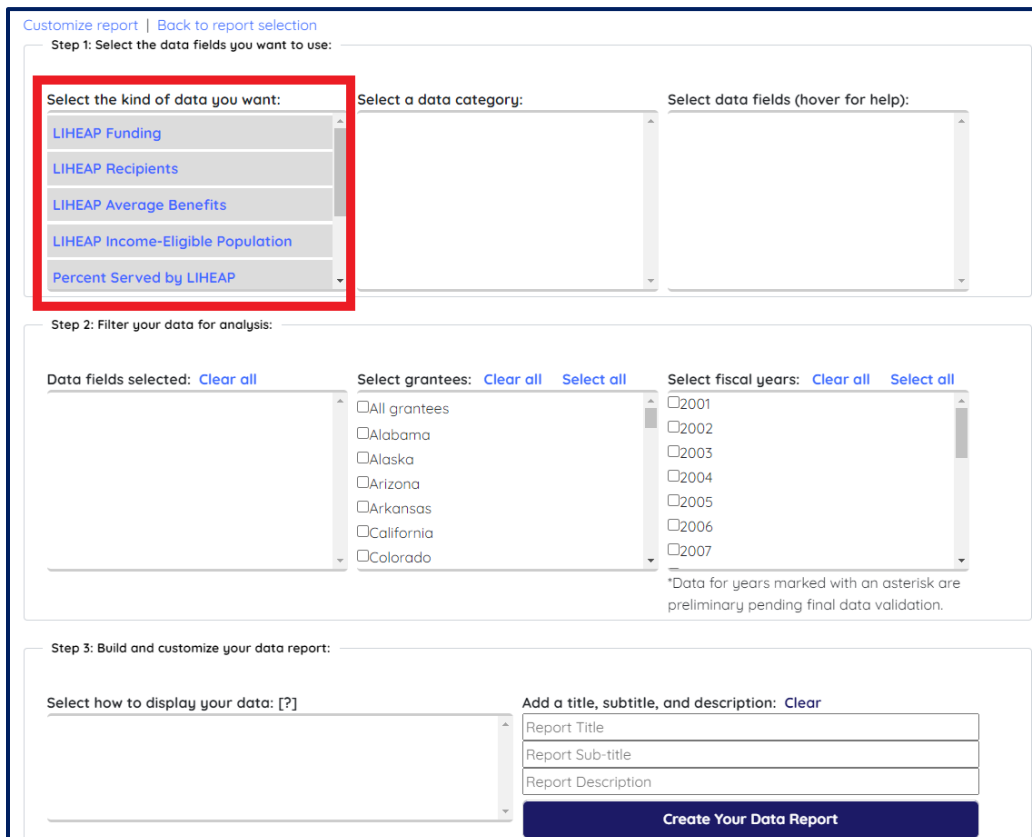 Customize report | Back to report selection
Step 1: Select the data fields you want to use:
Select the kind of data you want:
LIHEAP Funding
LIHEAP Recipients
LIHEAP Average Benefits
LIHEAP Income-Eligible Population
Percent Served by LIHEAP
Select a data category:
Select data fields (hover for help):
Step 2: Filter your data for analysis:
Data fields selected: Clear all
Select grantees: Clear all Select all
All grantees
Alabama
Alaska
Arizona
Arkansas
California
Colorado
Select fiscal years: Clear all Select all
2001
2002
2003
2004
2005
2006
2007
*Data for years marked with an asterisk are
preliminary pending final data validation.
Step 3: Build and customize your data report:
Select how to display your data: [?]
Add a title, subtitle, and description: Clear
Report Title
Report Sub-title
Report Description
Create Your Data Report